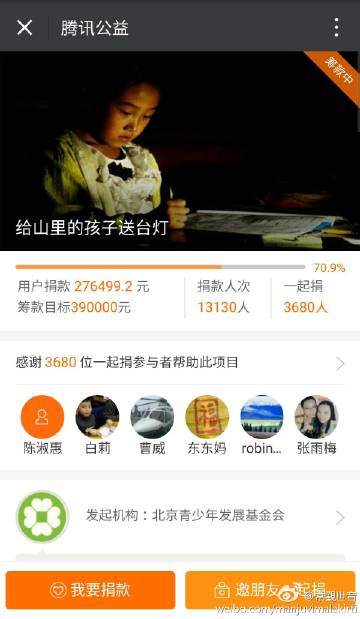 腾讯公益
筹款中
给山里的孩子送台灯
70.9%
用户捐款 276499.2 元
捐款人次
一起捐
筹款目标390000元
13130人
3680人
感谢 3680 位一起捐参与者帮助此项目
陈淑惠
白莉
曹威
东东妈
robin...
张雨梅
发起机构：北京青少年发展基金会
我要捐款
邀朋友一起捐
weibo.com/manjuvimalakirti